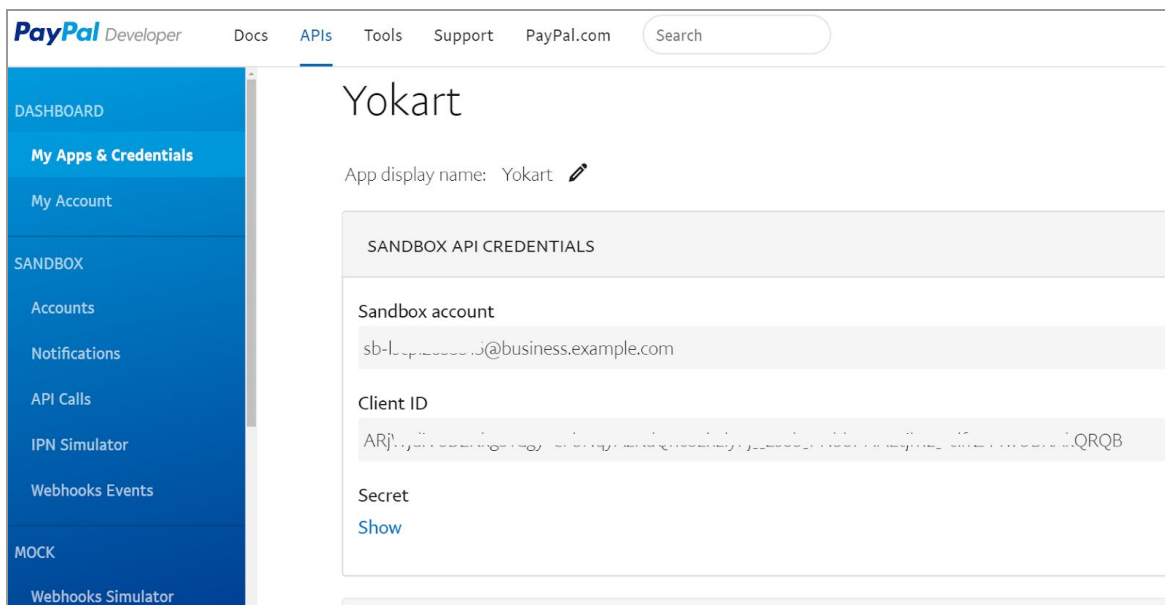 PayPal Developer
Docs APIs Tools Support PayPal.com Search
DASHBOARD
My Apps & Credentials
My Account
SANDBOX
Accounts
Notifications
API Calls
IPN Simulator
Webhooks Events
MOCK
Webhooks Simulator
Yokart
App display name: Yokart
SANDBOX API CREDENTIALS
Sandbox account
@business.example.com
Client ID
Secret
Show